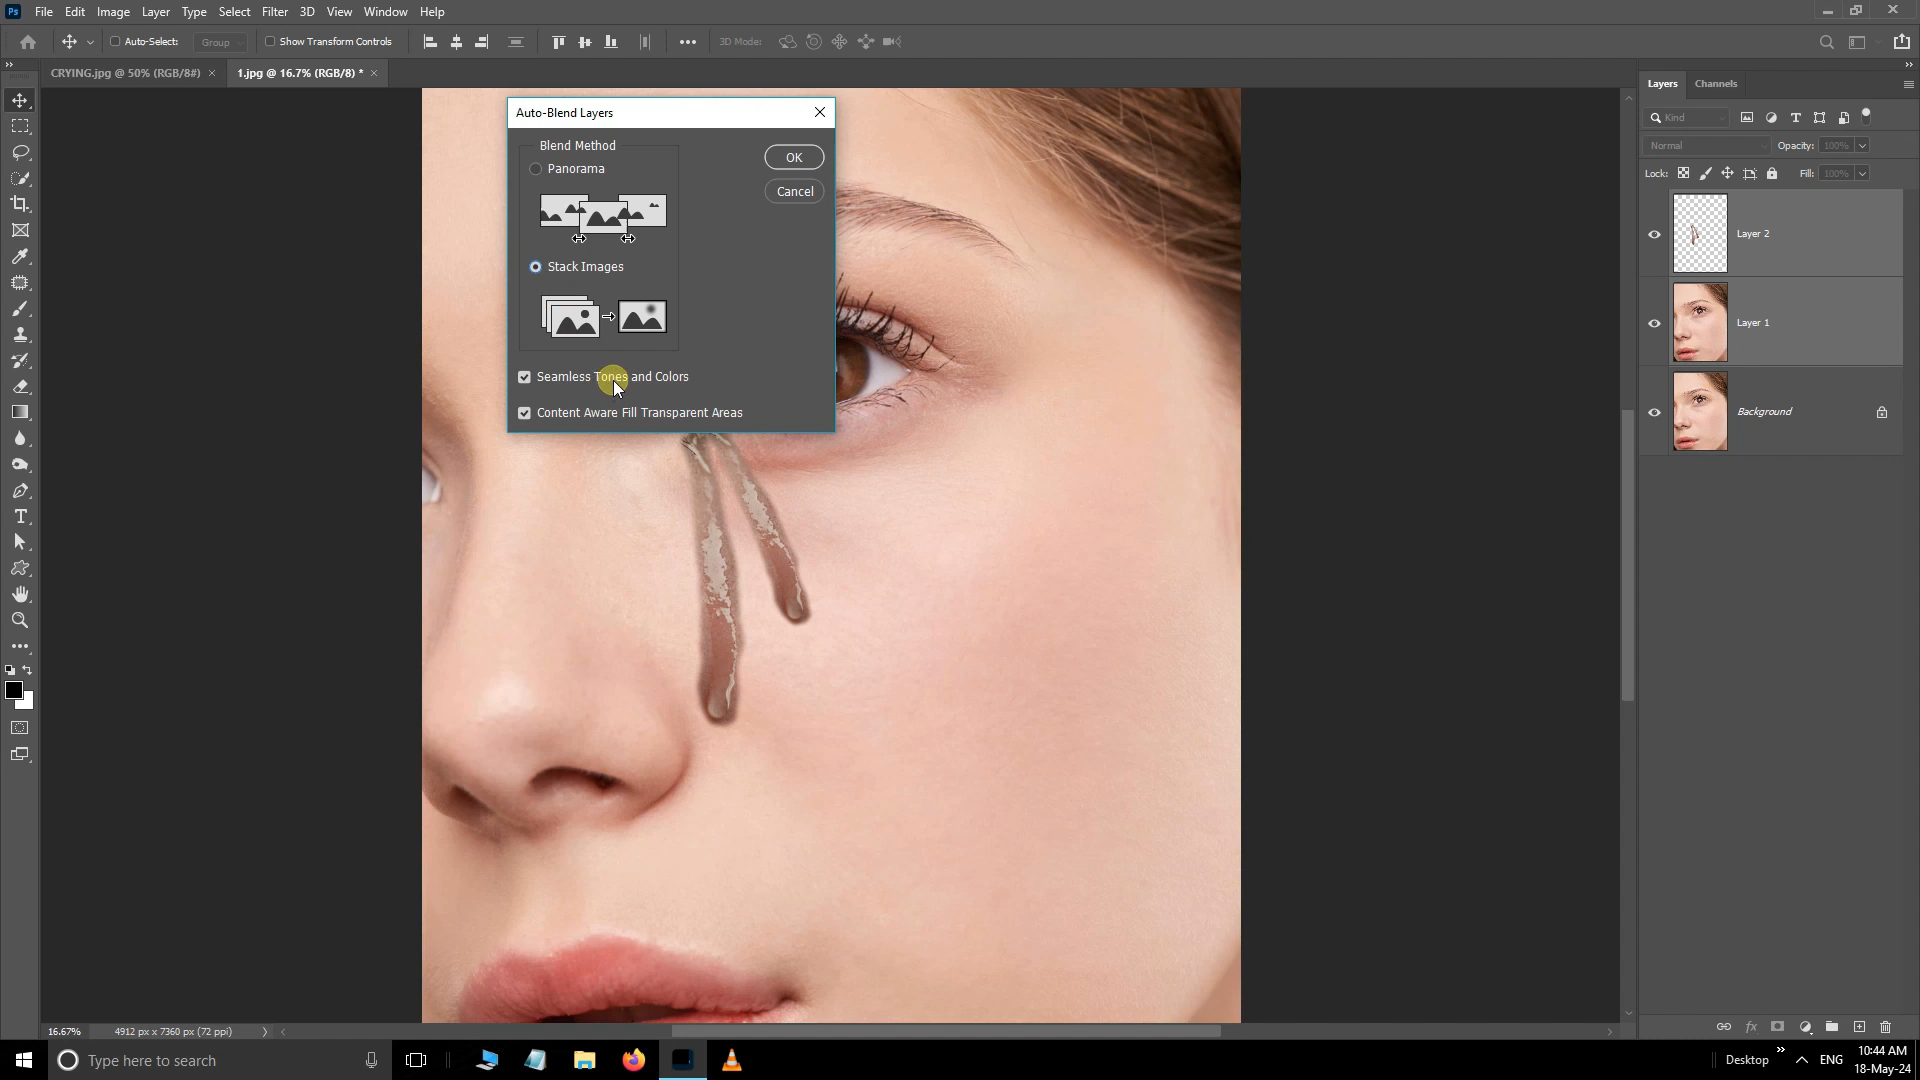 Ps File Edit Image Layer Type Select Filter 3D View Window Help
Auto-Select: Group Show Transform Controls 3D Mode:
CRYING.jpg @ 50% (RGB/8#) 1.jpg @ 16.7% (RGB/8) *
Auto-Blend Layers
Blend Method
Panorama
Stack Images
Seamless Tones and Colors
Content Aware Fill Transparent Areas
OK
Cancel
Layers Channels
Kind
Normal Opacity: 100%
Lock: Fill: 100%
Layer 2
Layer 1
Background
16.67% 4912 px x 7360 px (72 ppi)
Type here to search
Desktop ENG
10:44 AM
18-May-24